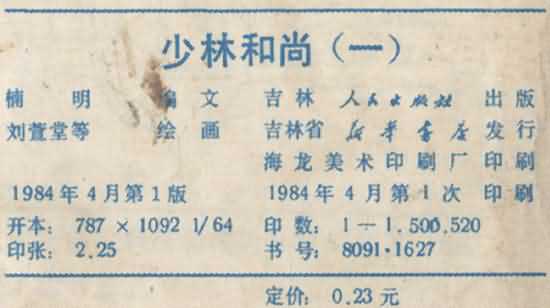 少林和尚（一）
楠 明 编 文 吉林 人民出版社 出版
刘萱堂等 绘 画 吉林省 新华书店 发行
海龙美术印刷厂 印刷
1984年4月第1版 1984年4月第1次 印刷
开本：787×1092 1/64 印数：1—1.500.520
印张：2.25 书号：8091·1627
定价：0.23元